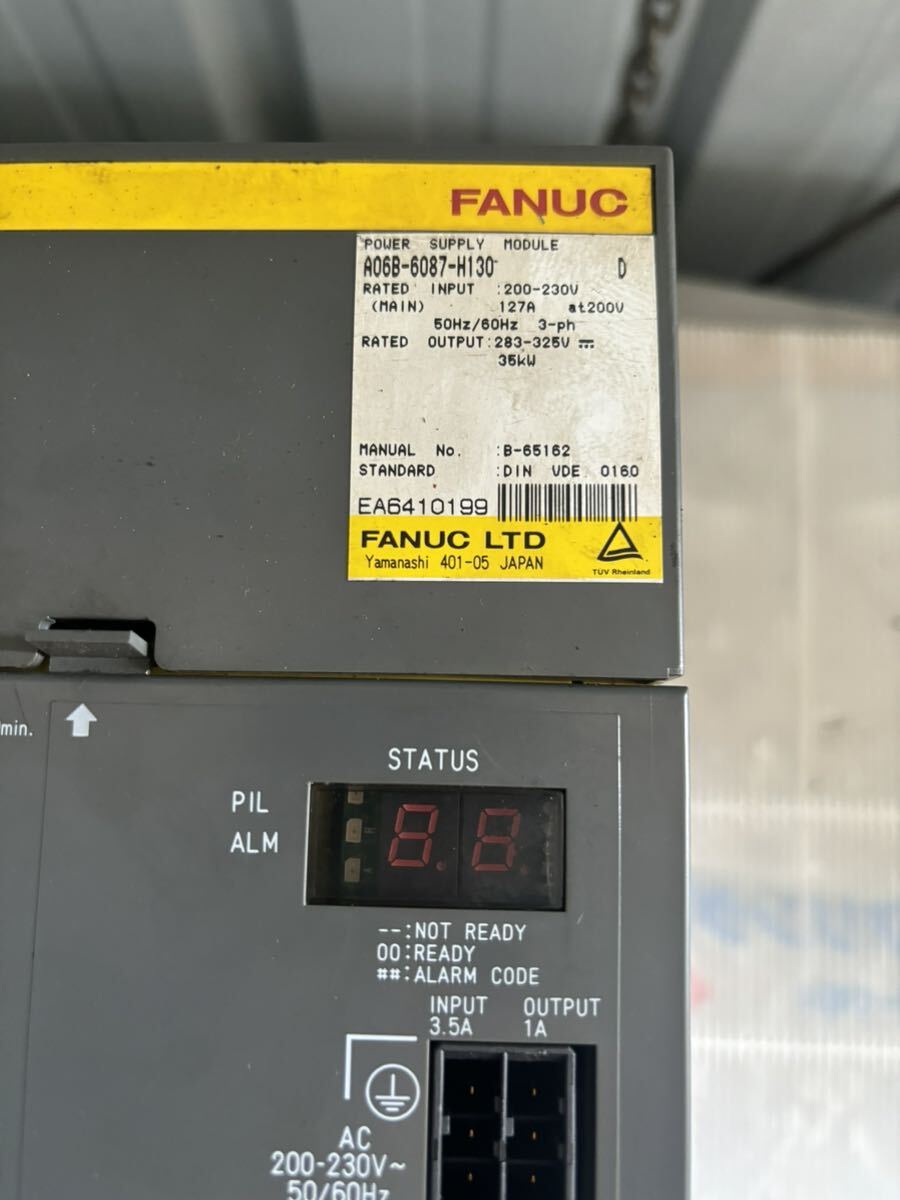 FANUC
POWER SUPPLY MODULE
A06B-6087-H130 D
RATED INPUT :200-230V
(MAIN) 127A at200V
50Hz/60Hz 3-ph
RATED OUTPUT:283-325V ⎓
35kW
MANUAL No. :B-65162
STANDARD :DIN VDE 0160
EA6410199
FANUC LTD
Yamanashi 401-05 JAPAN
TÜV Rheinland
min.
STATUS
PIL
ALM
8.8.
--:NOT READY
00:READY
##:ALARM CODE
INPUT OUTPUT
3.5A 1A
AC
200-230V~
50/60Hz